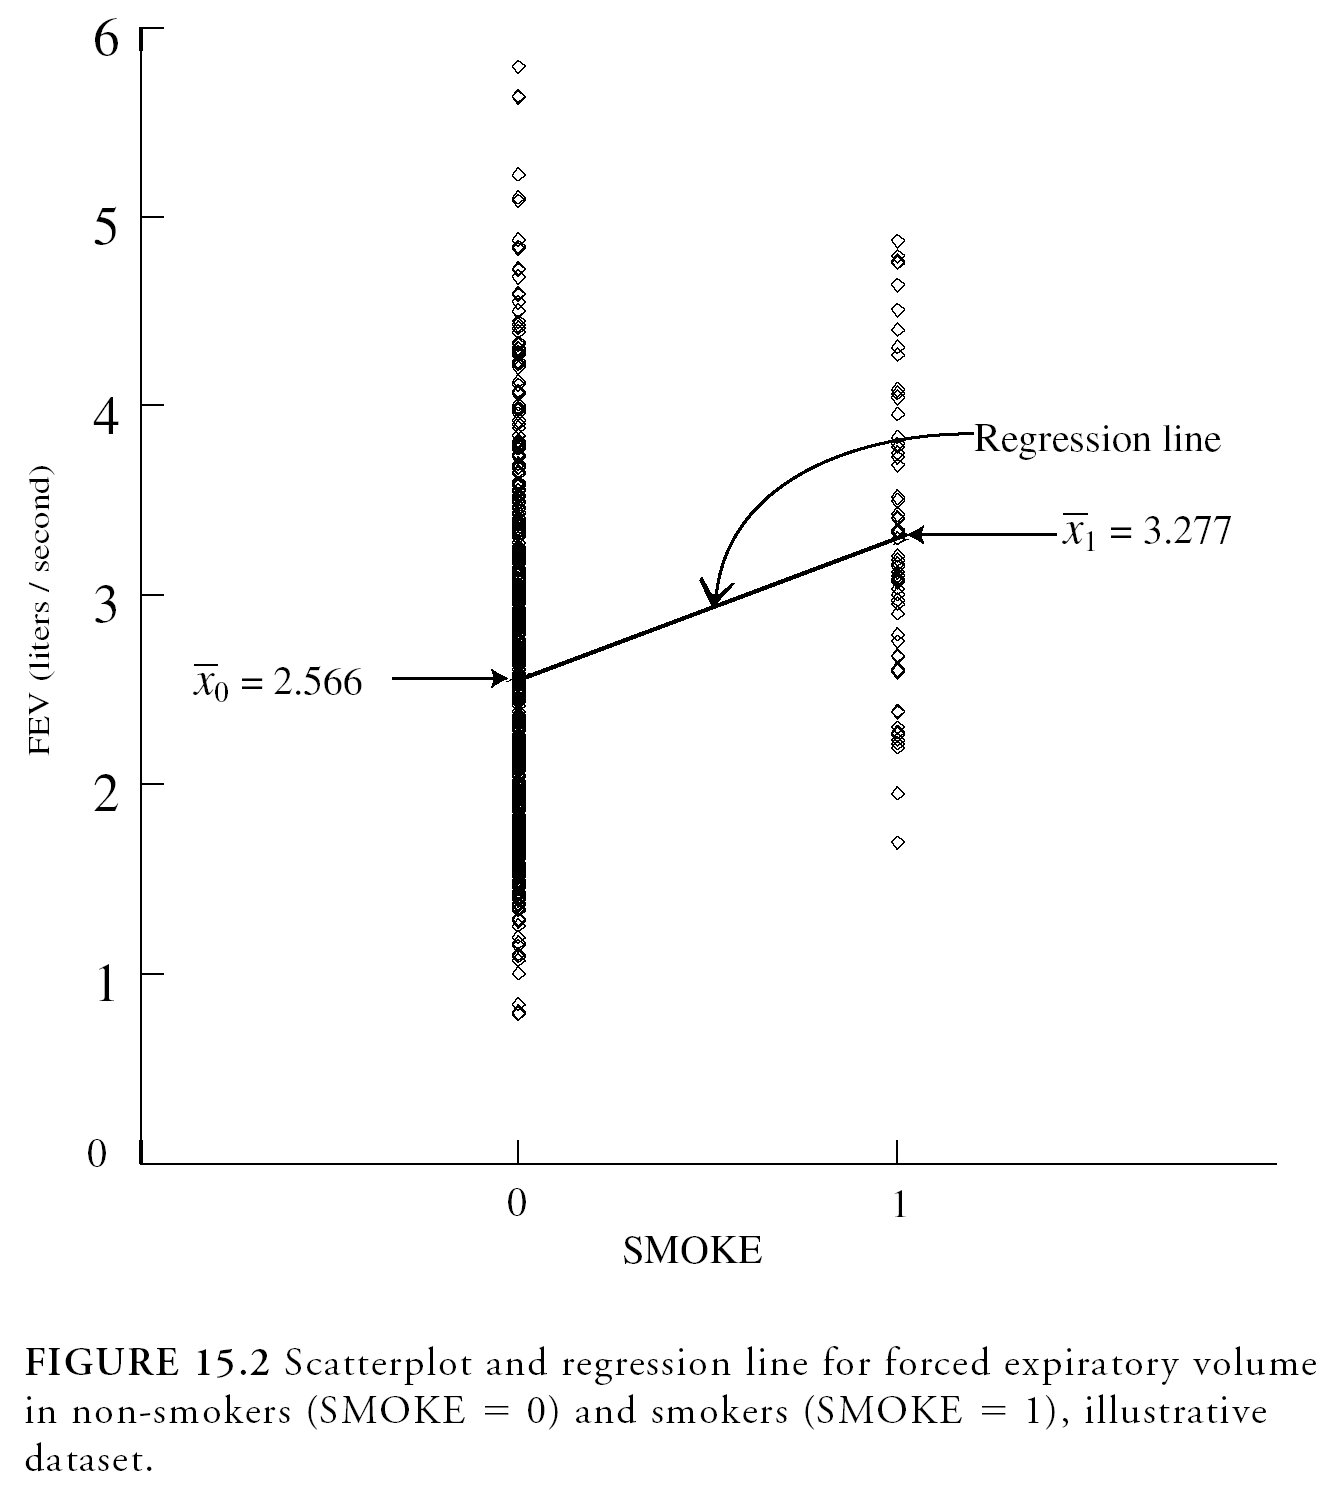 6
5
4
3
2
1
0
FEV (liters / second)
Regression line
x̅₁ = 3.277
x̅₀ = 2.566
0 1
SMOKE
FIGURE 15.2 Scatterplot and regression line for forced expiratory volume
in non-smokers (SMOKE = 0) and smokers (SMOKE = 1), illustrative
dataset.